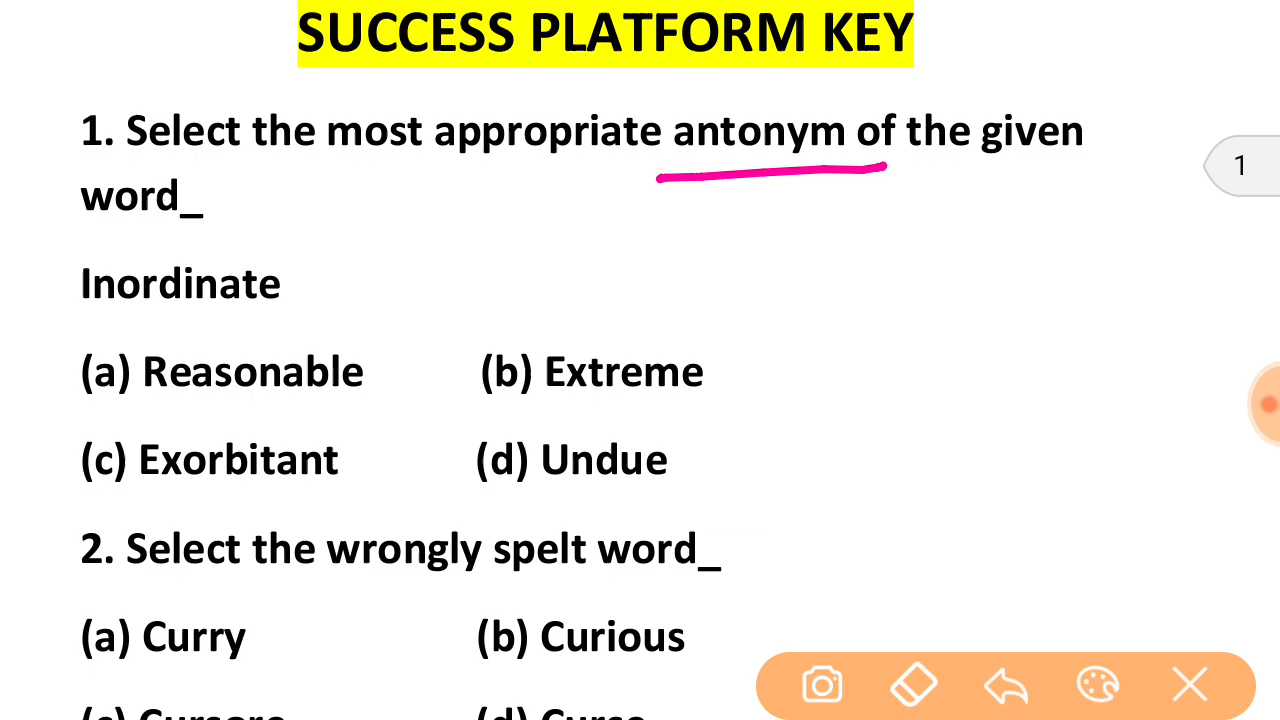 SUCCESS PLATFORM KEY
1. Select the most appropriate antonym of the given
word_
1
Inordinate
(a) Reasonable (b) Extreme
(c) Exorbitant (d) Undue
2. Select the wrongly spelt word_
(a) Curry (b) Curious
(c) (d) Curse